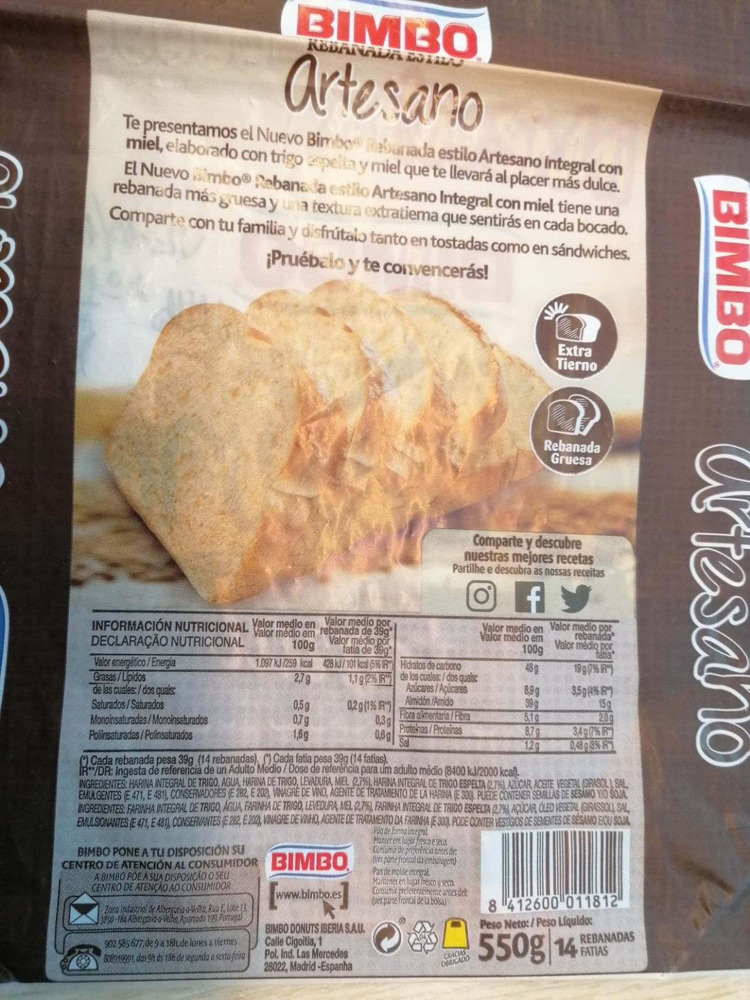 BIMBO
REBANADA ESTILO
Artesano
Te presentamos el Nuevo Bimbo® Rebanada estilo Artesano Integral con
miel, elaborado con trigo espelta y miel que te llevará al placer más dulce.
El Nuevo Bimbo® Rebanada estilo Artesano Integral con miel tiene una
rebanada más gruesa y una textura extratierna que sentirás en cada bocado.
Comparte con tu familia y disfrútalo tanto en tostadas como en sándwiches.
¡Pruébalo y te convencerás!
Extra
Tierno
Rebanada
Gruesa
BIMBO
Artesano
Comparte y descubre
nuestras mejores recetas
Partilhe e descubra as nossas receitas
INFORMACIÓN NUTRICIONAL
DECLARAÇÃO NUTRICIONAL
Valor medio en
Valor médio em
100g
Valor medio por
rebanada de 39g*
Valor médio por
fatia de 39g*
Valor energético / Energia 1.097 kJ /259 kcal 428 kJ / 101 kcal (5% IR**)
Grasas / Lípidos 2,7 g 1,1 g (2% IR**)
de las cuales: / dos quais:
Saturados / Saturados 0,5 g 0,2 g (1% IR**)
Monoinsaturadas / Monoinsaturados 0,7 g 0,3 g
Poliinsaturadas / Polinsaturados 1,6 g 0,6 g
Valor medio en
Valor médio em
100g
Valor medio por
rebanada*
Valor médio por
fatia*
Hidratos de carbono 48 g 19 g (7% IR**)
de los cuales: / dos quais:
Azúcares / Açúcares 8,9 g 3,5 g (4% IR**)
Almidón /Amido 39 g 15 g
Fibra alimentaria / Fibra 5,1 g 2,0 g
Proteínas / Proteínas 8,7 g 3,4 g (7% IR**)
Sal 1,2 g 0,48 g (8% IR**)
(*) Cada rebanada pesa 39g (14 rebanadas). (*) Cada fatia pesa 39g (14 fatias).
IR**/DR: Ingesta de referencia de un Adulto Medio / Dose de referência para um adulto médio (8400 kJ/2000 kcal).
INGREDIENTES: HARINA INTEGRAL DE TRIGO, AGUA, HARINA DE TRIGO, LEVADURA, MIEL (2,7%), HARINA INTEGRAL DE TRIGO ESPELTA (2,7%), AZÚCAR, ACEITE VEGETAL (GIRASOL), SAL,
EMULGENTES (E 471, E 481), CONSERVADORES (E 282, E 202), VINAGRE DE VINO, AGENTE DE TRATAMIENTO DE LA HARINA (E 300). PUEDE CONTENER SEMILLAS DE SÉSAMO Y/O SOJA.
INGREDIENTES: FARINHA INTEGRAL DE TRIGO, ÁGUA, FARINHA DE TRIGO, LEVEDURA, MEL (2,7%), FARINHA INTEGRAL DE TRIGO ESPELTA (2,7%), AÇÚCAR, ÓLEO VEGETAL (GIRASSOL), SAL,
EMULSIONANTES (E 471, E 481), CONSERVANTES (E 282, E 202), VINAGRE DE VINHO, AGENTE DE TRATAMENTO DA FARINHA (E 300). PODE CONTER VESTÍGIOS DE SEMENTES DE SÉSAMO E/OU SOJA.
BIMBO PONE A TU DISPOSICIÓN SU
CENTRO DE ATENCIÓN AL CONSUMIDOR
A BIMBO PÕE À SUA DISPOSIÇÃO O SEU
CENTRO DE ATENÇÃO AO CONSUMIDOR
Zona Industrial de Albergaria-a-Velha, Rua E, Lote 13,
3850-184 Albergaria-a-Velha, Apartado 199, Portugal
902 585 677, de 9 a 18h. de lunes a viernes
808919991, das 9h às 18h de segunda a sexta-feira
BIMBO
www.bimbo.es
BIMBO DONUTS IBERIA S.A.U.
Calle Cigoitia, 1
Pol. Ind. Las Mercedes
28022, Madrid -Espanha
Pão de forma integral.
Manter em lugar fresco e seco.
Consumir de preferência antes de:
(ver parte frontal da embalagem)
Pan de molde integral.
Mantener en lugar fresco y seco.
Consumir preferentemente antes del:
(ver parte frontal de la bolsa)
04
GRACIAS
OBRIGADO
8 412600 011812
Peso Neto: / Peso Líquido:
550g 14 REBANADAS
FATIAS